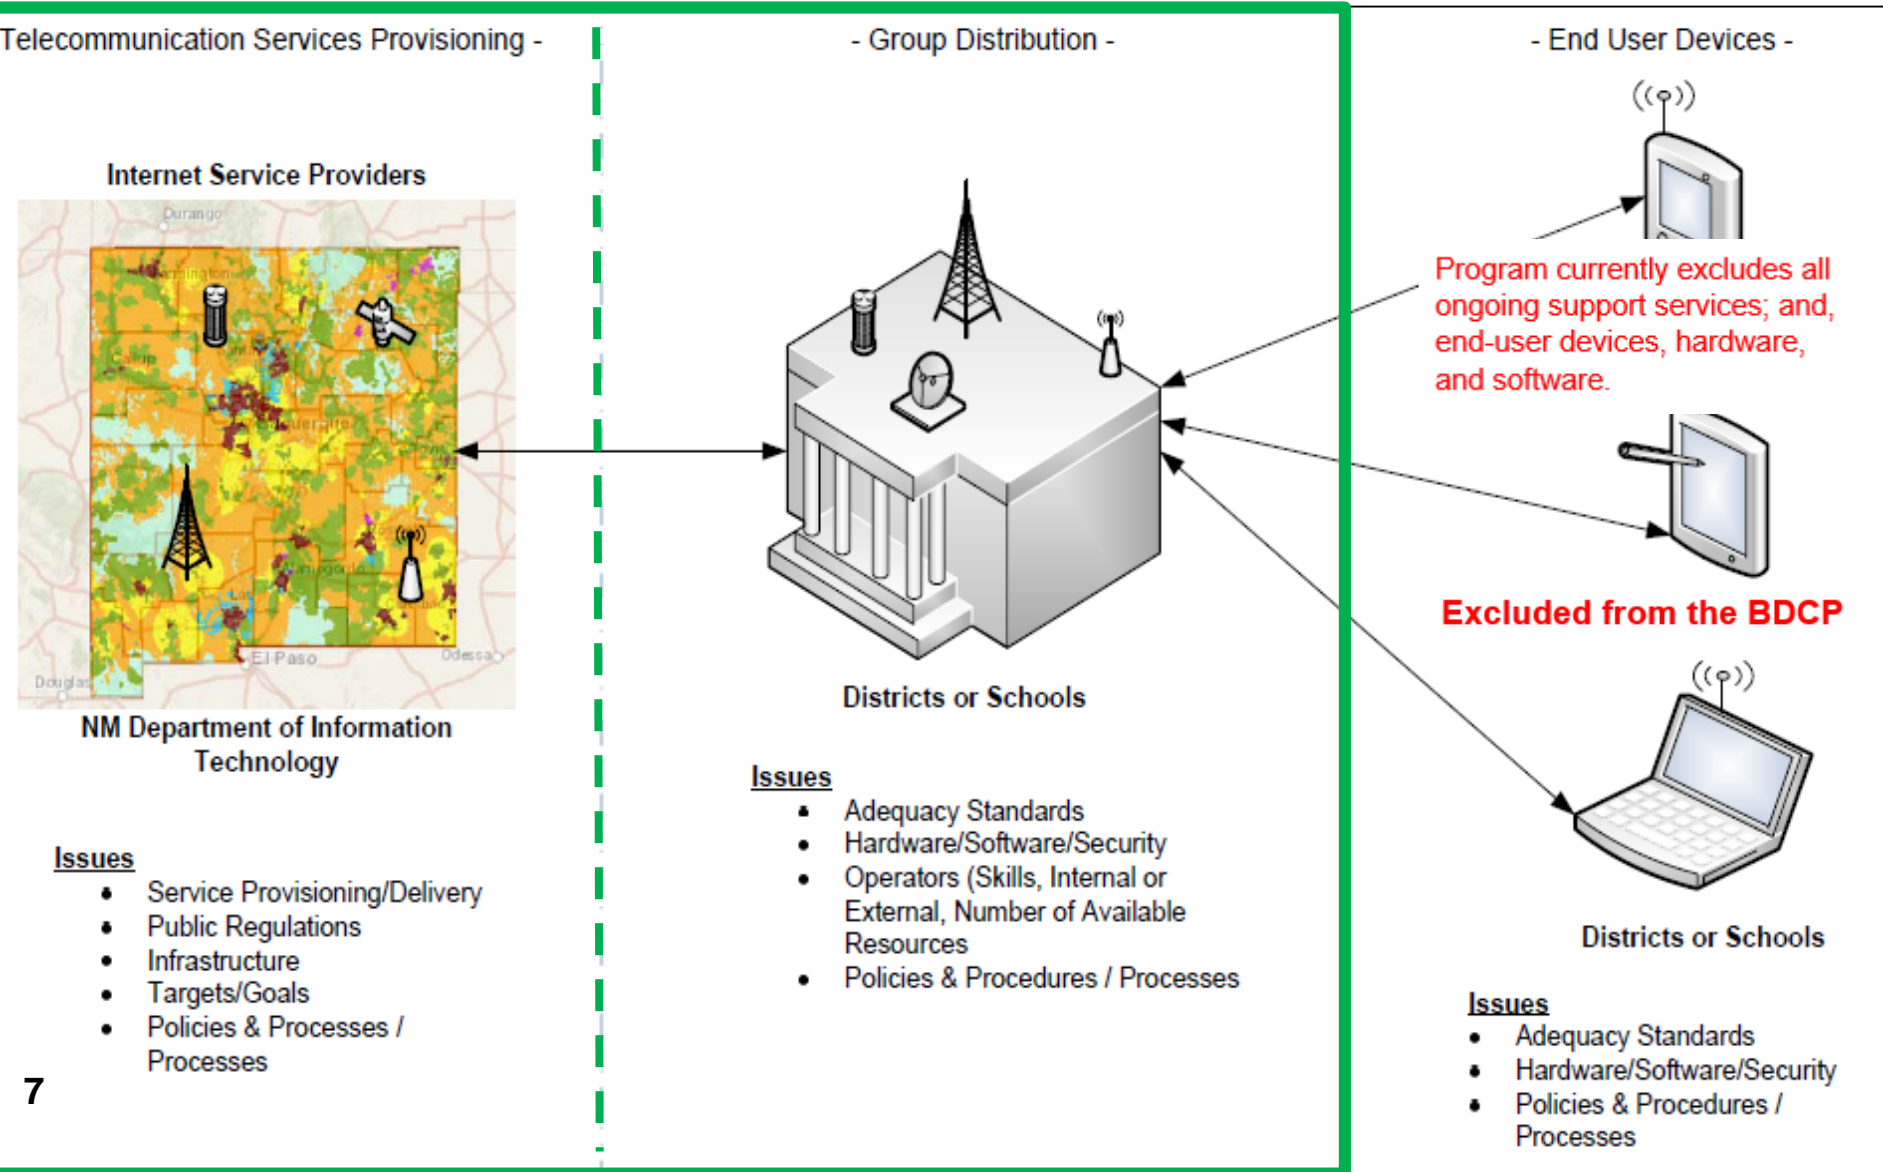 Telecommunication Services Provisioning -
- Group Distribution -
- End User Devices -
Internet Service Providers
Durango
Farmington
Gallup
Albuquerque
Alamogordo
El Paso
Odessa
Douglas
NM Department of Information
Technology
Issues
• Service Provisioning/Delivery
• Public Regulations
• Infrastructure
• Targets/Goals
• Policies & Processes /
Processes
7
Districts or Schools
Issues
• Adequacy Standards
• Hardware/Software/Security
• Operators (Skills, Internal or
External, Number of Available
Resources
• Policies & Procedures / Processes
Program currently excludes all
ongoing support services; and,
end-user devices, hardware,
and software.
Excluded from the BDCP
Districts or Schools
Issues
• Adequacy Standards
• Hardware/Software/Security
• Policies & Procedures /
Processes